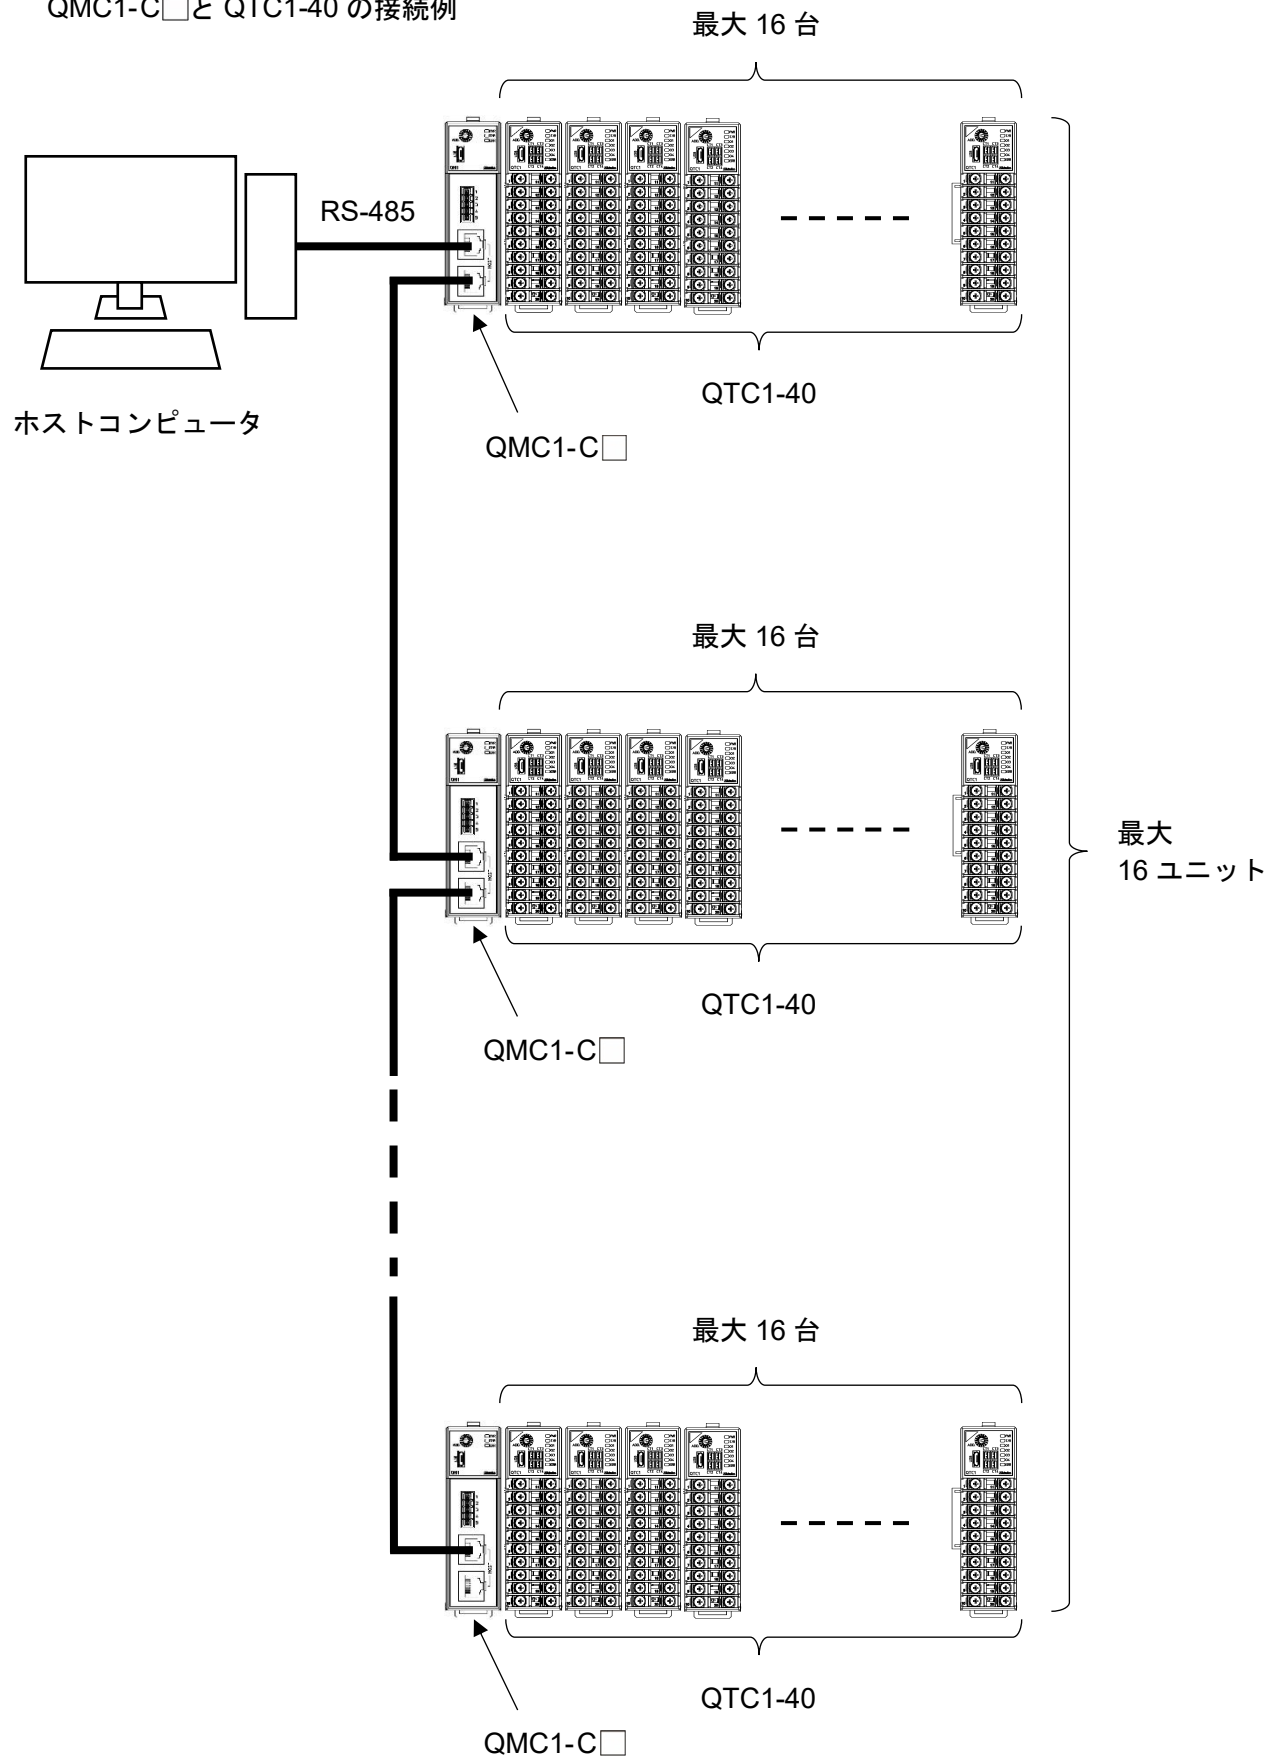 QMC1-C□と QTC1-40 の接続例
最大 16 台
RS-485
QTC1-40
ホストコンピュータ
QMC1-C□
最大 16 台
最大
16 ユニット
QTC1-40
QMC1-C□
最大 16 台
QTC1-40
QMC1-C□